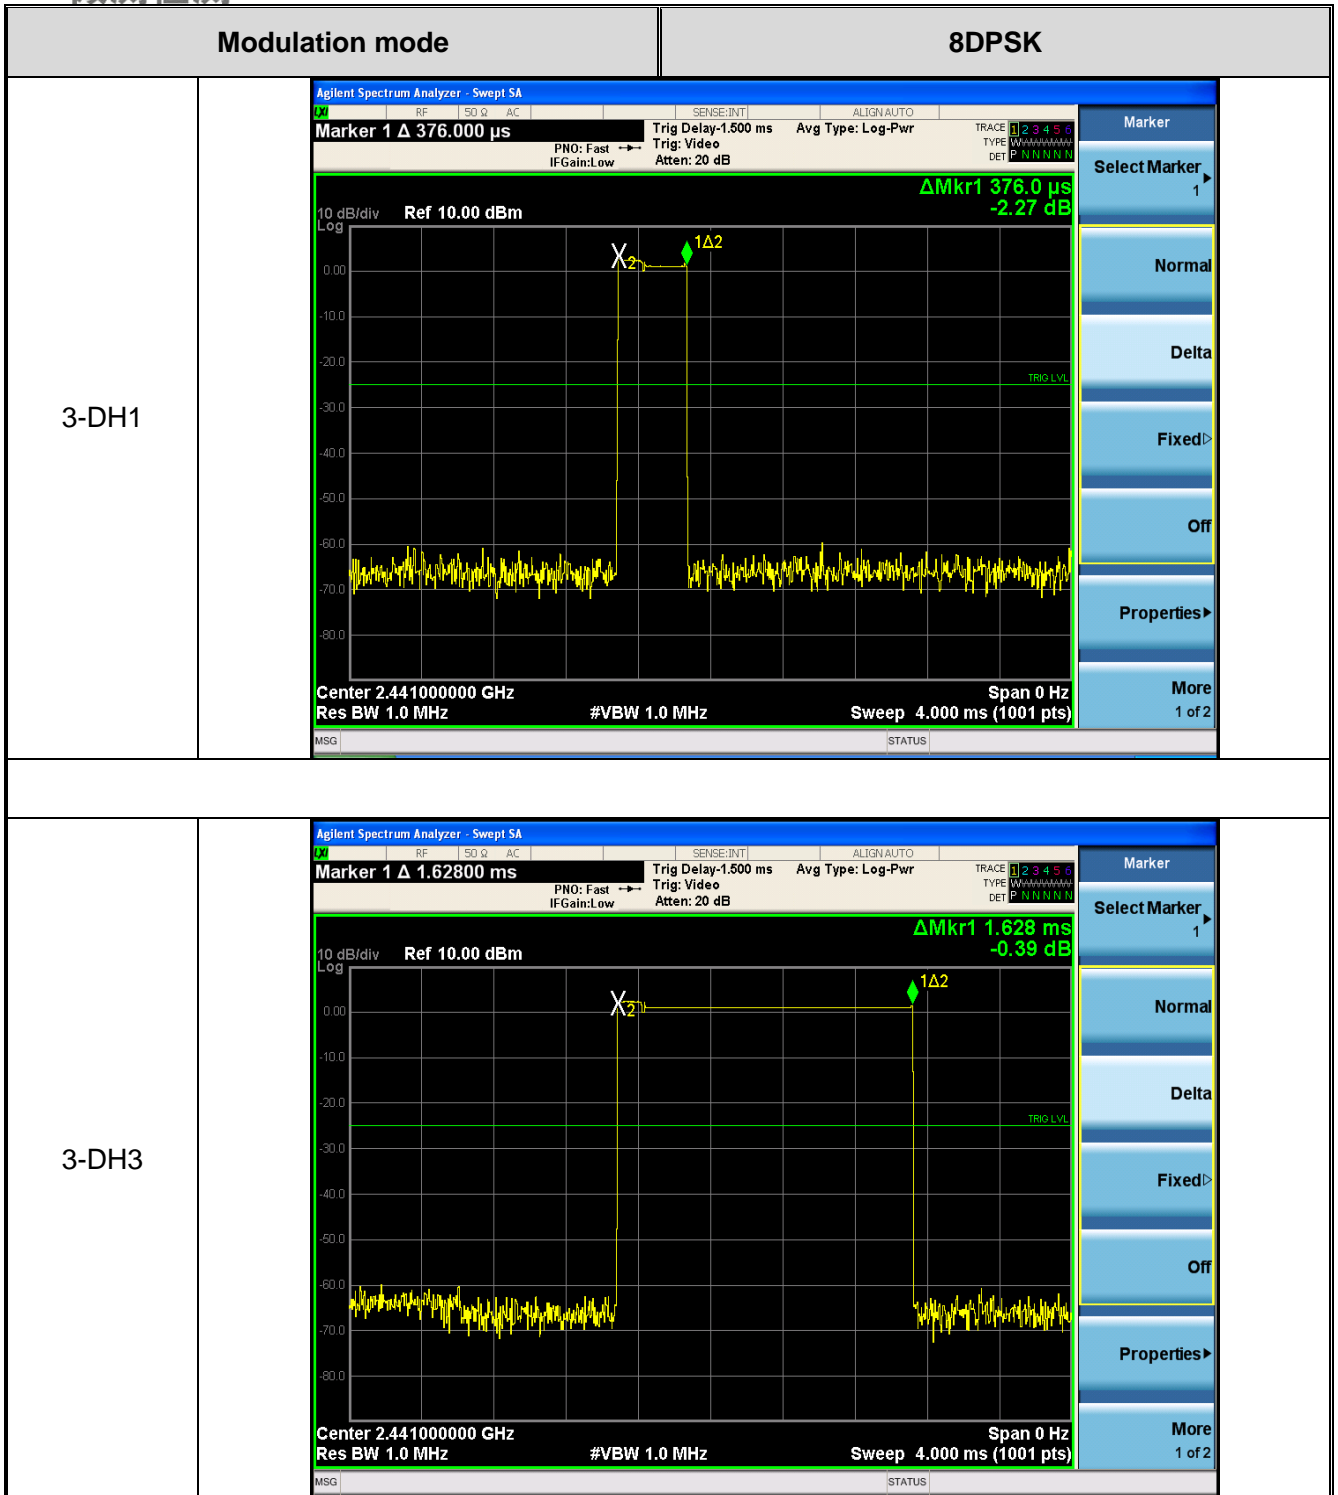 Modulation mode 8DPSK
3-DH1
Agilent Spectrum Analyzer - Swept SA
LXI RF 50 Ω AC SENSE:INT ALIGN AUTO
Marker 1 Δ 376.000 µs
PNO: Fast
IFGain:Low
Trig Delay-1.500 ms
Trig: Video
Atten: 20 dB
Avg Type: Log-Pwr
TRACE 1 2 3 4 5 6
TYPE WWWWWWW
DET P N N N N N
ΔMkr1 376.0 µs
-2.27 dB
10 dB/div Ref 10.00 dBm
Log
1Δ2
X2
0.00
-10.0
-20.0
TRIG LVL
-30.0
-40.0
-50.0
-60.0
-70.0
-80.0
Center 2.441000000 GHz Span 0 Hz
Res BW 1.0 MHz #VBW 1.0 MHz Sweep 4.000 ms (1001 pts)
MSG STATUS
Marker
Select Marker
1
Normal
Delta
Fixed
Off
Properties
More
1 of 2
3-DH3
Agilent Spectrum Analyzer - Swept SA
LXI RF 50 Ω AC SENSE:INT ALIGN AUTO
Marker 1 Δ 1.62800 ms
PNO: Fast
IFGain:Low
Trig Delay-1.500 ms
Trig: Video
Atten: 20 dB
Avg Type: Log-Pwr
TRACE 1 2 3 4 5 6
TYPE WWWWWWW
DET P N N N N N
ΔMkr1 1.628 ms
-0.39 dB
10 dB/div Ref 10.00 dBm
Log
1Δ2
X2
0.00
-10.0
-20.0
TRIG LVL
-30.0
-40.0
-50.0
-60.0
-70.0
-80.0
Center 2.441000000 GHz Span 0 Hz
Res BW 1.0 MHz #VBW 1.0 MHz Sweep 4.000 ms (1001 pts)
MSG STATUS
Marker
Select Marker
1
Normal
Delta
Fixed
Off
Properties
More
1 of 2